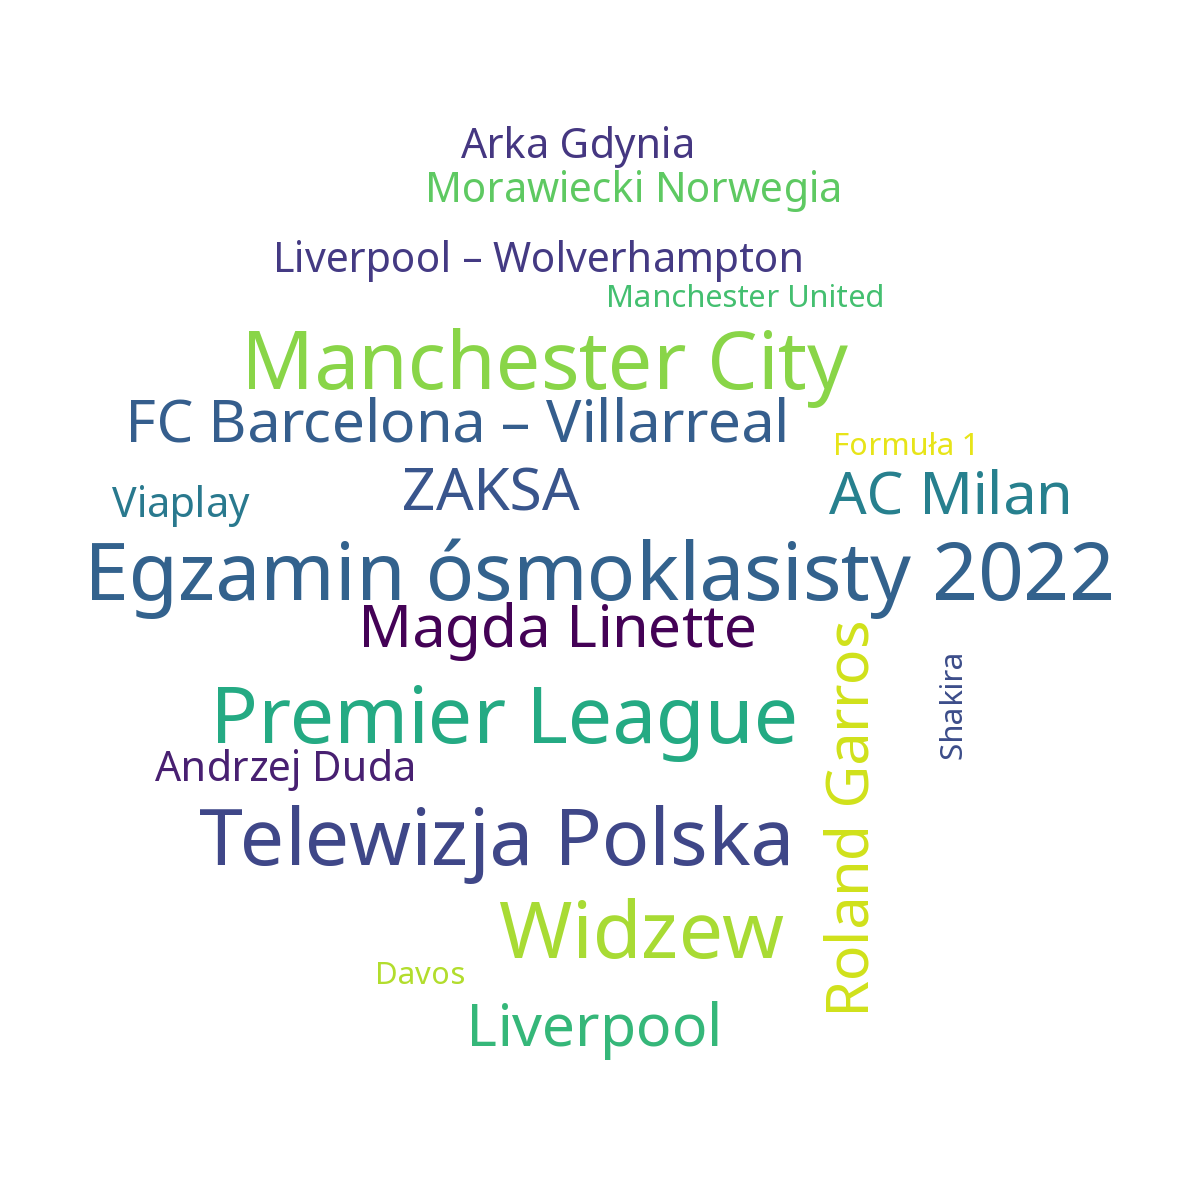 Arka Gdynia
Morawiecki Norwegia
Liverpool – Wolverhampton
Manchester United
Manchester City
FC Barcelona – Villarreal
Formuła 1
Viaplay
ZAKSA
AC Milan
Egzamin ósmoklasisty 2022
Magda Linette
Roland Garros
Shakira
Premier League
Andrzej Duda
Telewizja Polska
Widzew
Davos
Liverpool